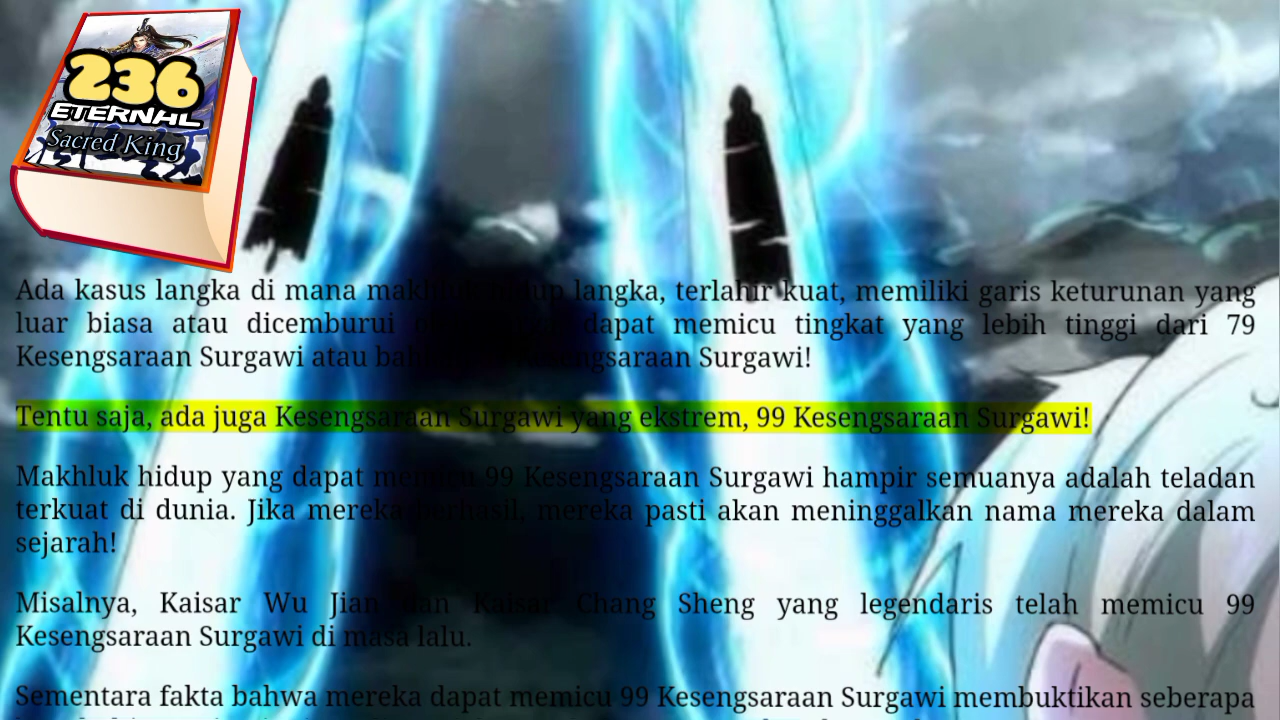 236
ETERNAL
Sacred King
Ada kasus langka di mana makhluk hidup langka, terlahir kuat, memiliki garis keturunan yang
luar biasa atau dicemburui dapat memicu tingkat yang lebih tinggi dari 79
Kesengsaraan Surgawi atau Kesengsaraan Surgawi!
Tentu saja, ada juga Kesengsaraan Surgawi yang ekstrem, 99 Kesengsaraan Surgawi!
Makhluk hidup yang dapat memicu 99 Kesengsaraan Surgawi hampir semuanya adalah teladan
terkuat di dunia. Jika mereka berhasil, mereka pasti akan meninggalkan nama mereka dalam
sejarah!
Misalnya, Kaisar Wu Jian dan Kaisar Chang Sheng yang legendaris telah memicu 99
Kesengsaraan Surgawi di masa lalu.
Sementara fakta bahwa mereka dapat memicu 99 Kesengsaraan Surgawi membuktikan seberapa